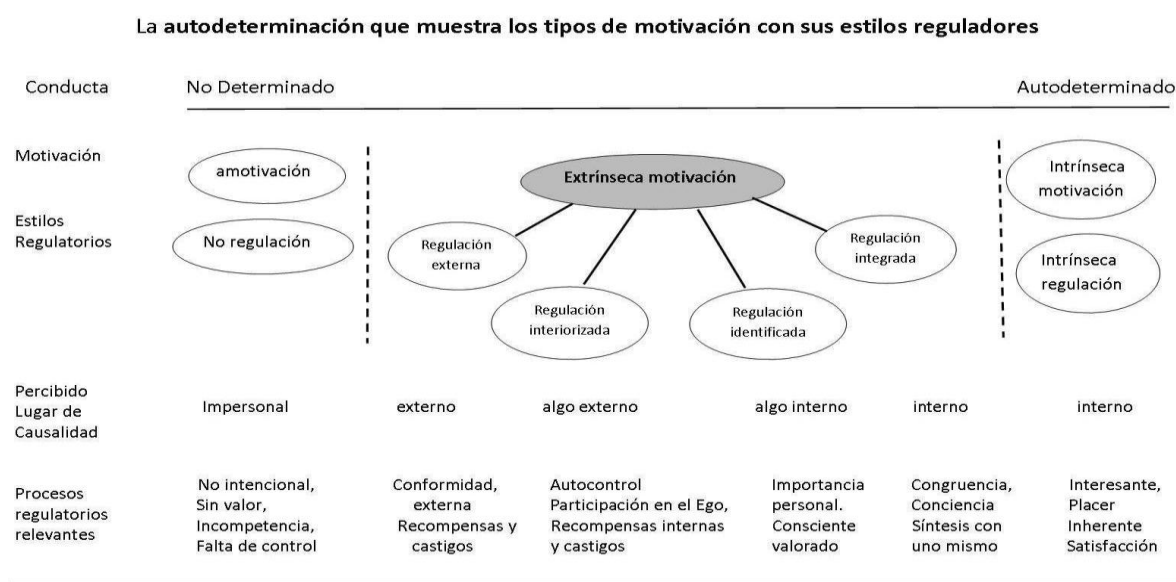 La autodeterminación que muestra los tipos de motivación con sus estilos reguladores
Conducta
No Determinado
Autodeterminado
Motivación
amotivación
Extrínseca motivación
Intrínseca
motivación
Estilos
Regulatorios
No regulación
Regulación
externa
Regulación
interiorizada
Regulación
identificada
Regulación
integrada
Intrínseca
regulación
Percibido
Lugar de
Causalidad
Impersonal
externo
algo externo
algo interno
interno
interno
Procesos
regulatorios
relevantes
No intencional,
Sin valor,
Incompetencia,
Falta de control
Conformidad,
externa
Recompensas y
castigos
Autocontrol
Participación en el Ego,
Recompensas internas
y castigos
Importancia
personal.
Consciente
valorado
Congruencia,
Conciencia
Síntesis con
uno mismo
Interesante,
Placer
Inherente
Satisfacción